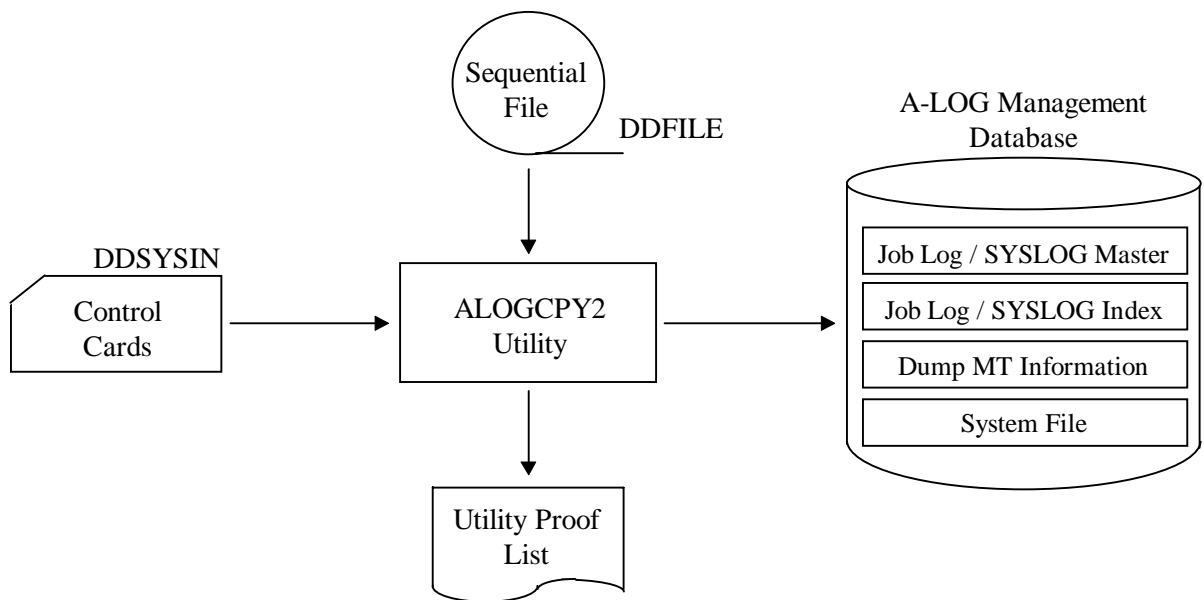 Sequential
File
DDFILE
A-LOG Management
Database
DDSYSIN
Control
Cards
ALOGCPY2
Utility
Job Log / SYSLOG Master
Job Log / SYSLOG Index
Dump MT Information
System File
Utility Proof
List